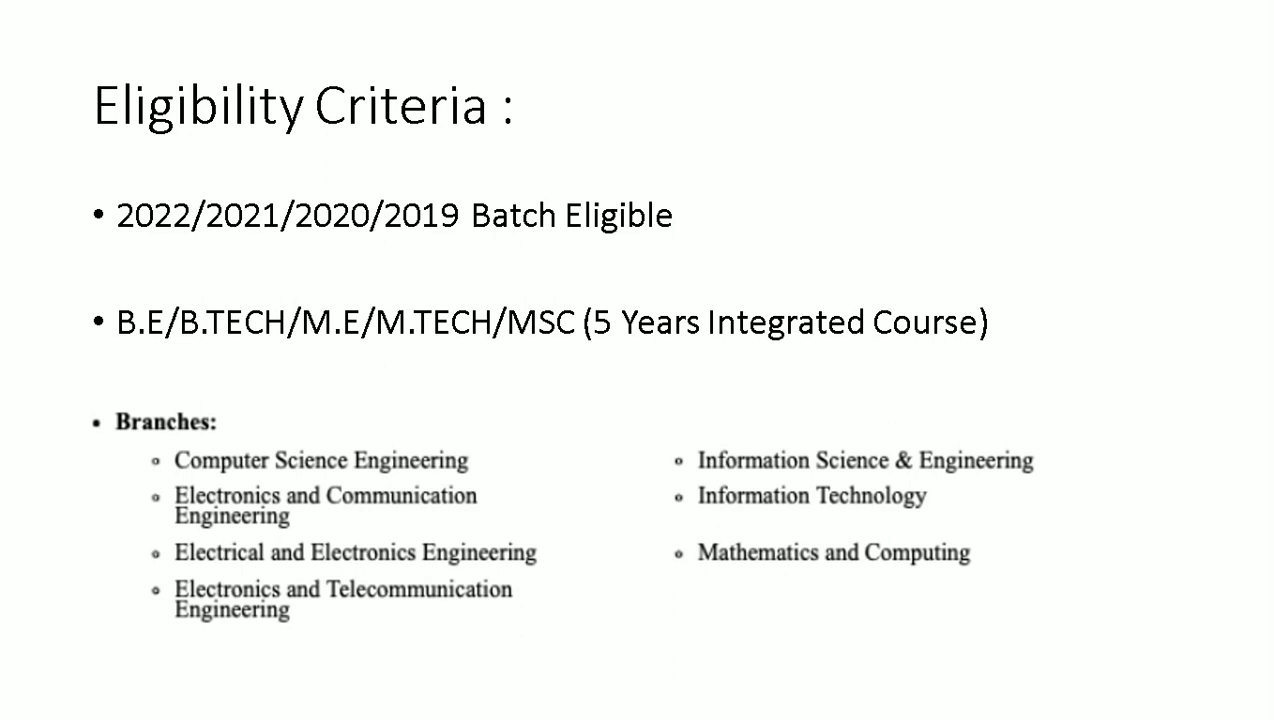 Eligibility Criteria :
• 2022/2021/2020/2019 Batch Eligible
• B.E/B.TECH/M.E/M.TECH/MSC (5 Years Integrated Course)
• Branches:
∘ Computer Science Engineering
∘ Electronics and Communication
Engineering
∘ Electrical and Electronics Engineering
∘ Electronics and Telecommunication
Engineering
∘ Information Science & Engineering
∘ Information Technology
∘ Mathematics and Computing